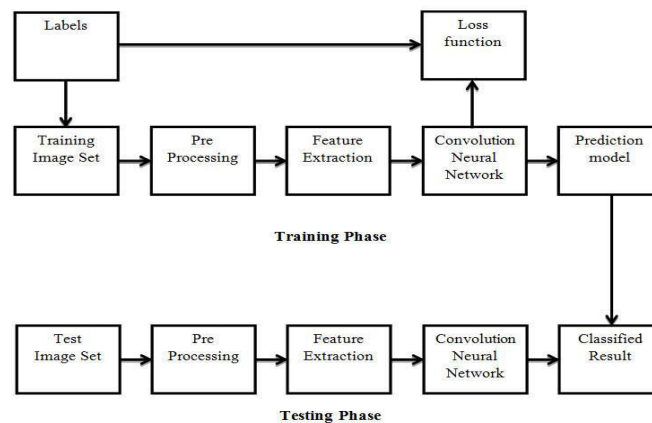 Labels
Loss
function
Training
Image Set
Pre
Processing
Feature
Extraction
Convolution
Neural
Network
Prediction
model
Training Phase
Test
Image Set
Pre
Processing
Feature
Extraction
Convolution
Neural
Network
Classified
Result
Testing Phase